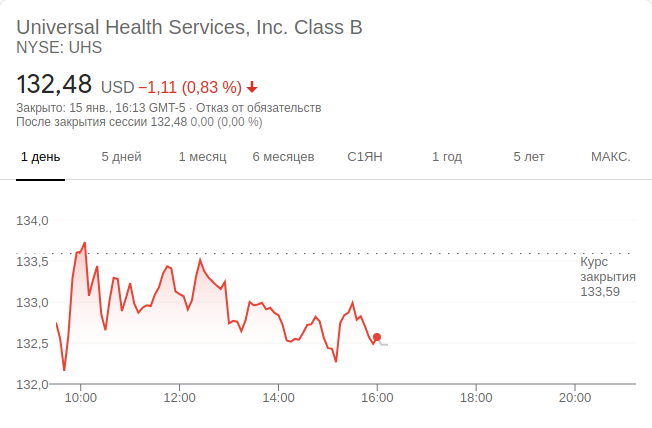 Universal Health Services, Inc. Class B
NYSE: UHS
132,48 USD −1,11 (0,83 %)
Закрыто: 15 янв., 16:13 GMT-5 · Отказ от обязательств
После закрытия сессии 132,48 0,00 (0,00 %)
1 день 5 дней 1 месяц 6 месяцев С1ЯН 1 год 5 лет МАКС.
134,0
133,5
133,0
132,5
132,0
Курс
закрытия
133,59
10:00 12:00 14:00 16:00 18:00 20:00